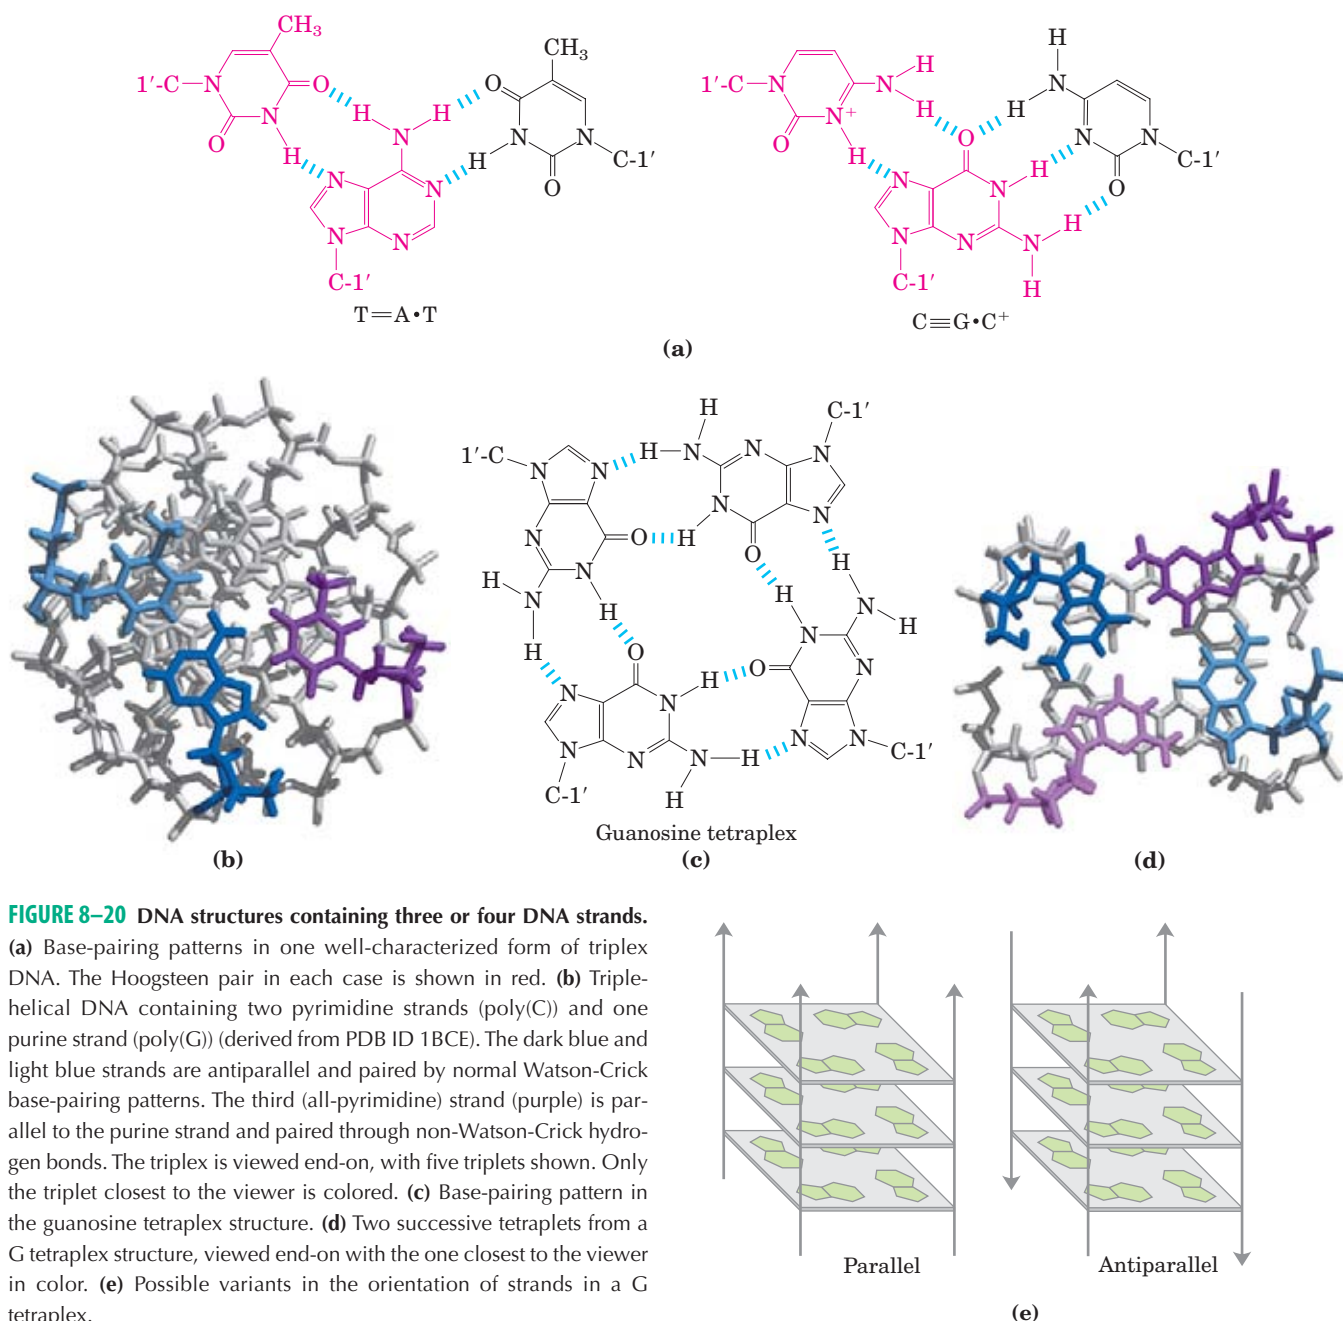 CH₃
1′-C
N
O
N
O
H
H
H
N
N
N
N
N
C-1′
O
CH₃
N
H
N
C-1′
O
T═A•T
1′-C
N
N
H
H
O
N⁺
H
O
N
N
H
N
N
N
H
H
C-1′
H
N
H
N
N
C-1′
O
C≡G•C⁺
(a)
(b)
1′-C
N
N
N
O
N
H
H
N
H
H
N
H
N
N
H
N
O
N
N
C-1′
H
H
N
H
N
H
N
O
N
N
C-1′
O
N
H
N
N
N
N
H
H
C-1′
Guanosine tetraplex
(c)
(d)
FIGURE 8–20 DNA structures containing three or four DNA strands.
(a) Base-pairing patterns in one well-characterized form of triplex
DNA. The Hoogsteen pair in each case is shown in red. (b) Triple-
helical DNA containing two pyrimidine strands (poly(C)) and one
purine strand (poly(G)) (derived from PDB ID 1BCE). The dark blue and
light blue strands are antiparallel and paired by normal Watson-Crick
base-pairing patterns. The third (all-pyrimidine) strand (purple) is par-
allel to the purine strand and paired through non-Watson-Crick hydro-
gen bonds. The triplex is viewed end-on, with five triplets shown. Only
the triplet closest to the viewer is colored. (c) Base-pairing pattern in
the guanosine tetraplex structure. (d) Two successive tetraplets from a
G tetraplex structure, viewed end-on with the one closest to the viewer
in color. (e) Possible variants in the orientation of strands in a G
tetraplex.
Parallel
Antiparallel
(e)